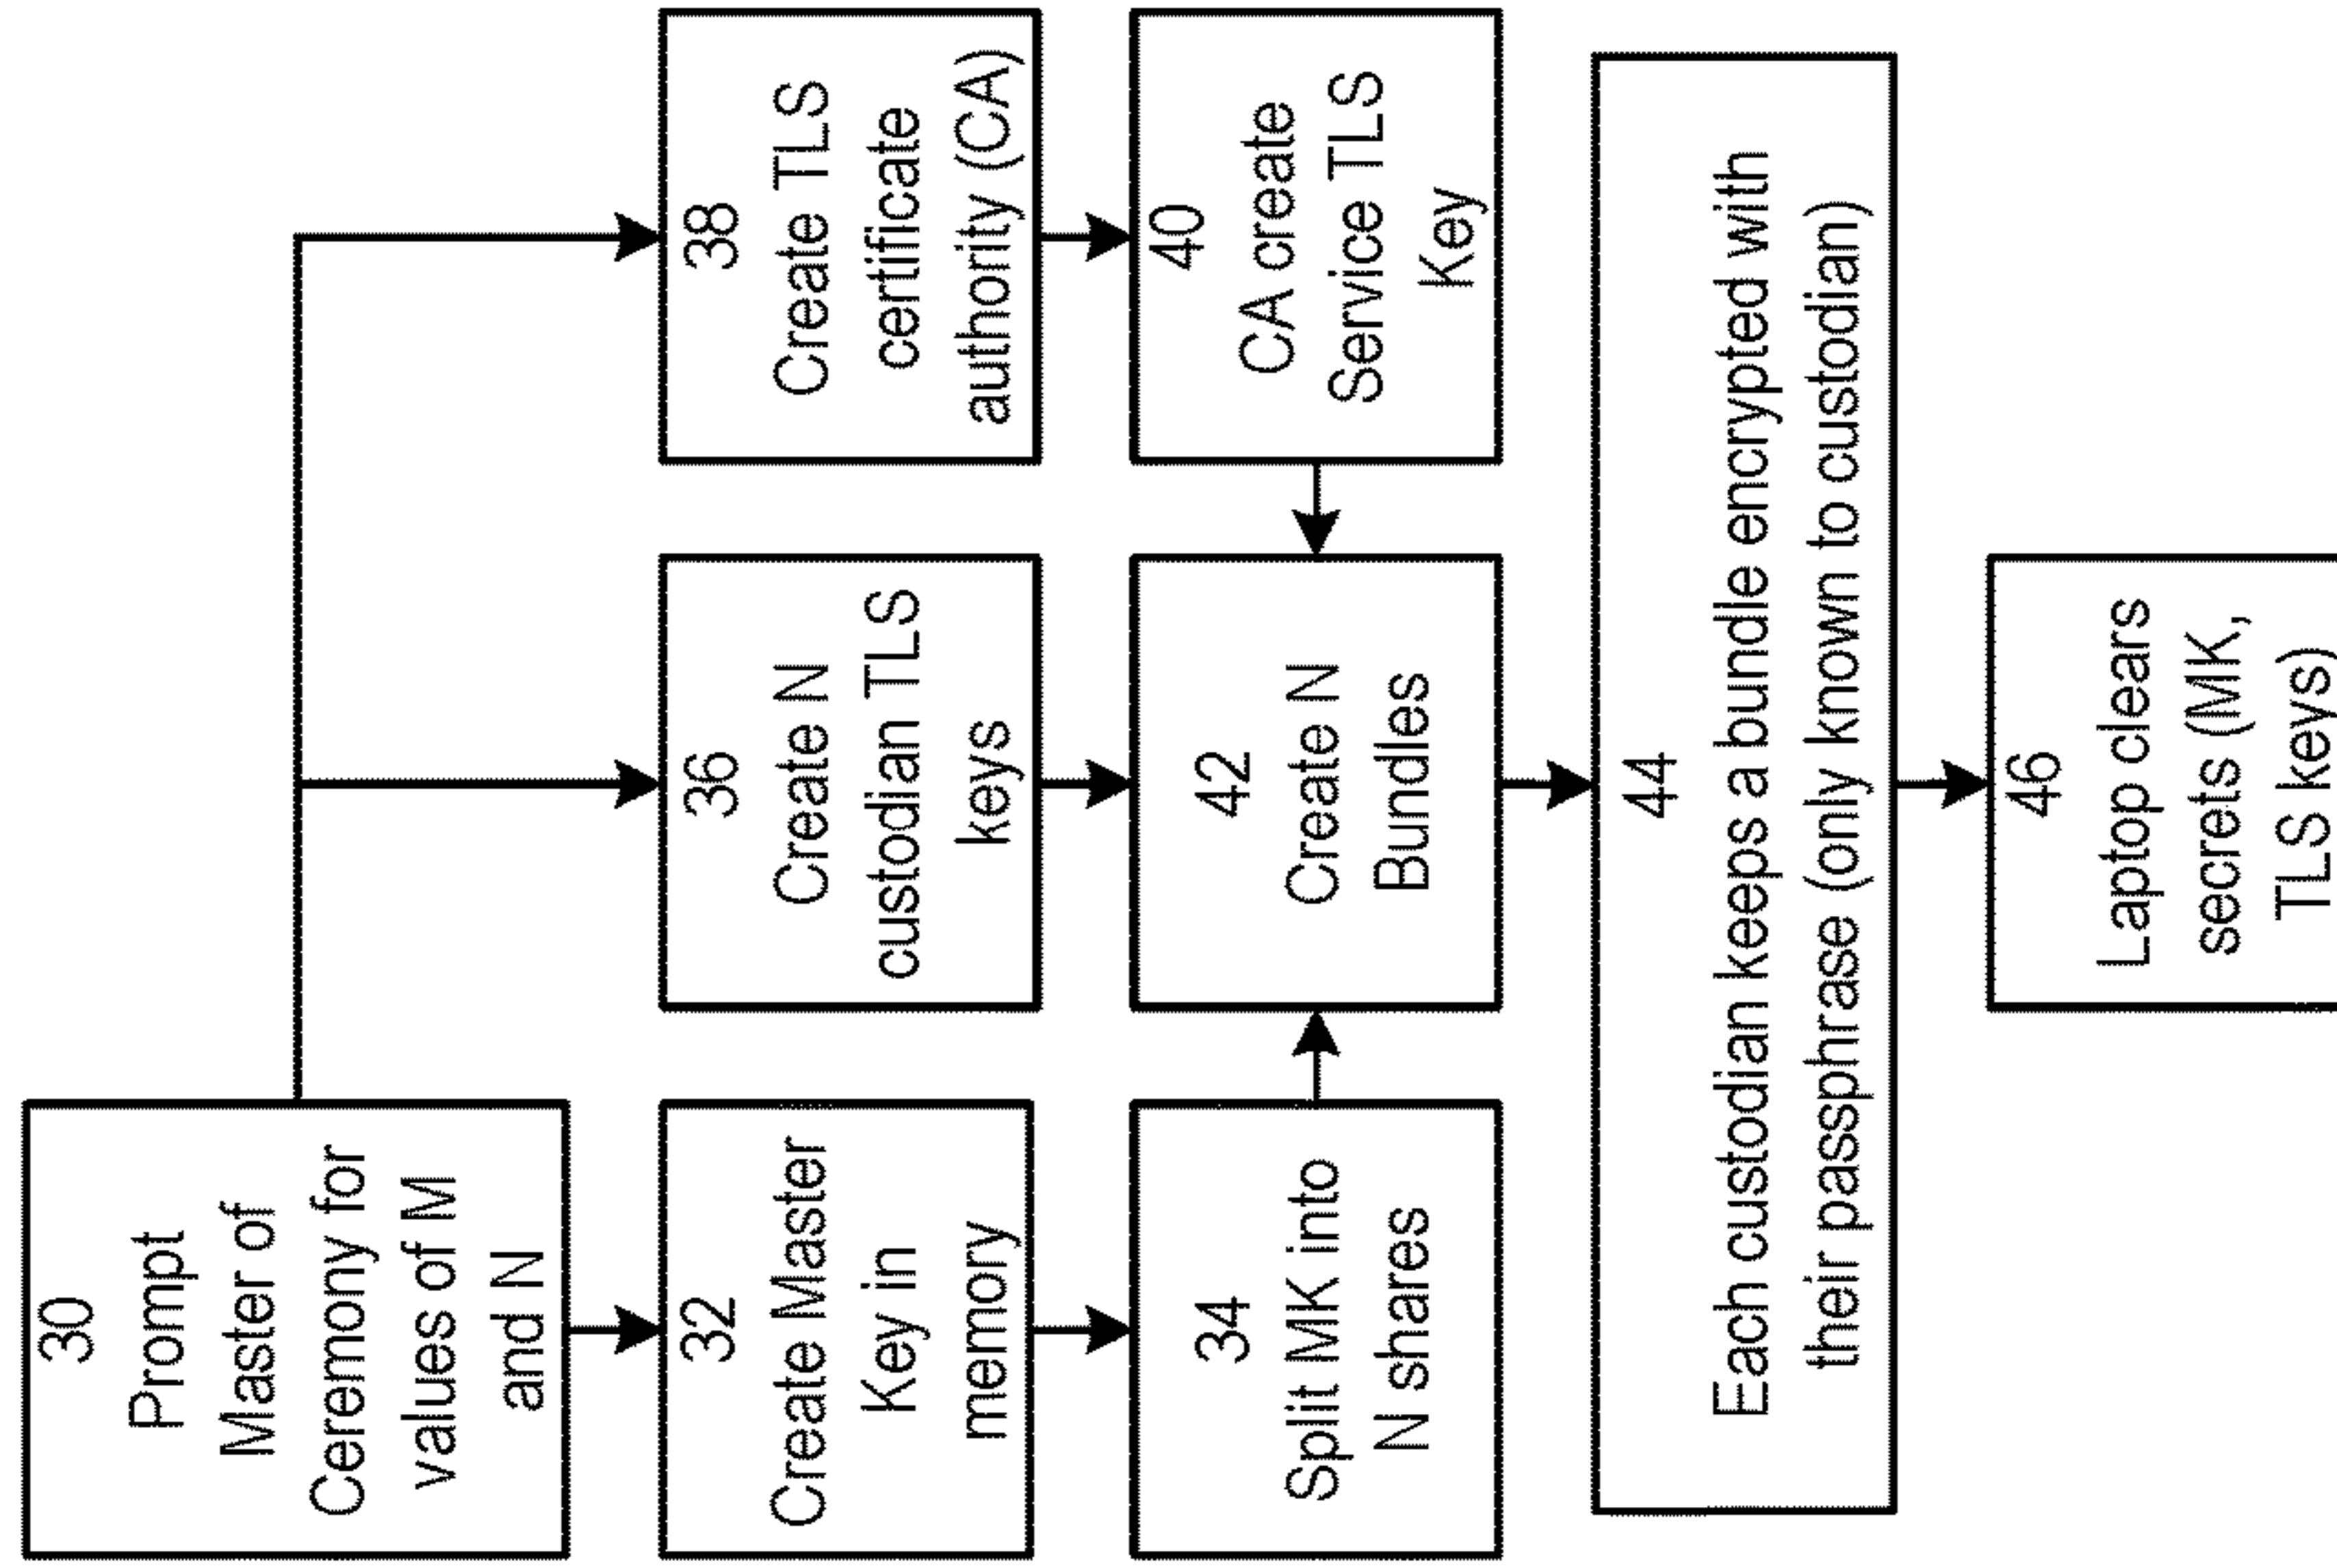 30
Prompt
Master of
Ceremony for
values of M
and N
32
Create Master
Key in
memory
34
Split MK into
N shares
36
Create N
custodian TLS
keys
38
Create TLS
certificate
authority (CA)
40
CA create
Service TLS
Key
42
Create N
Bundles
44
Each custodian keeps a bundle encrypted with
their passphrase (only known to custodian)
46
Laptop clears
secrets (MK,
TLS keys)